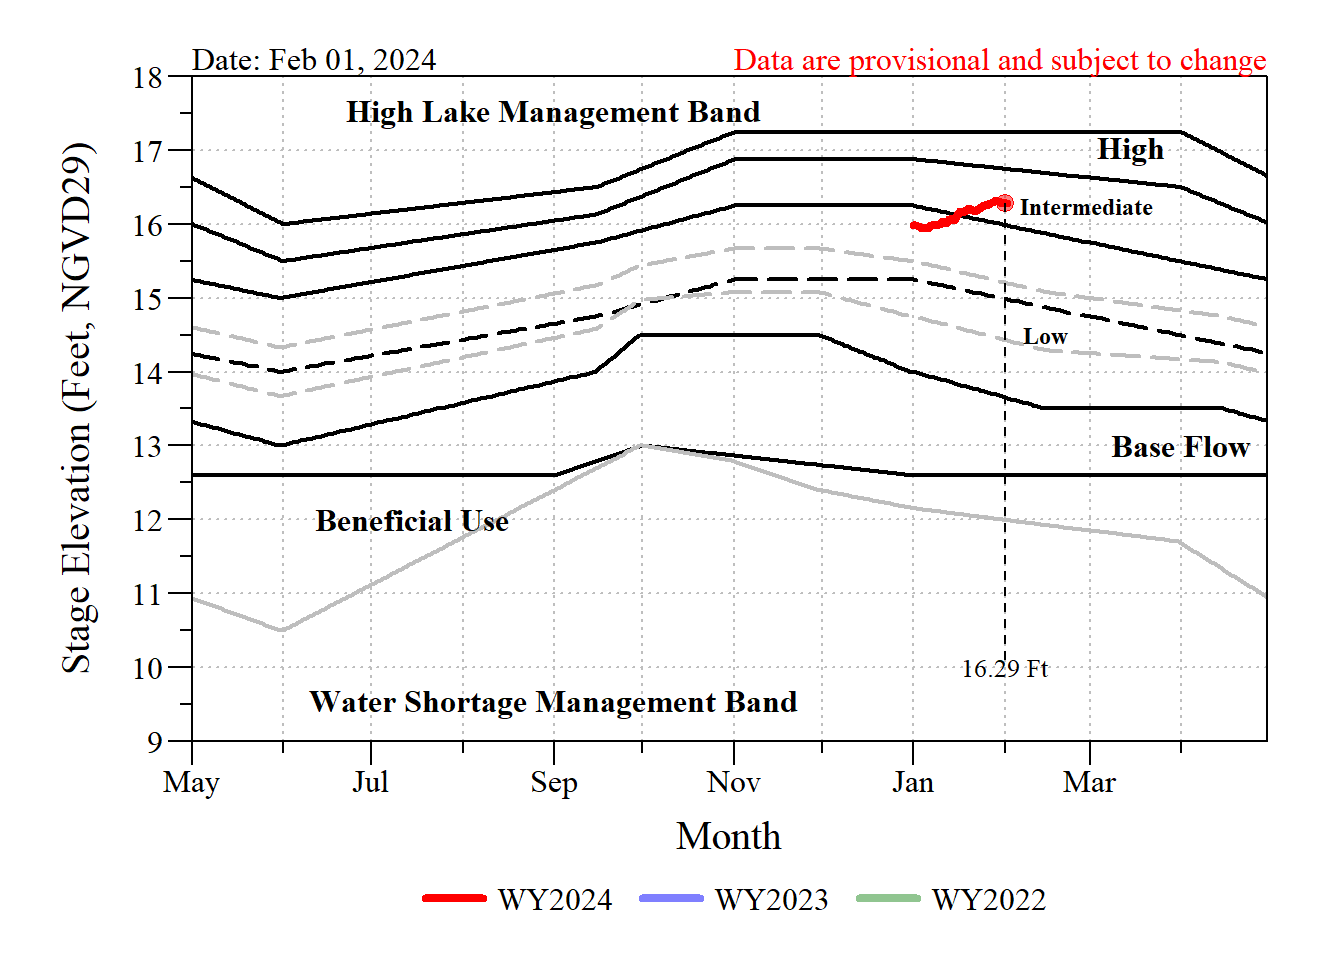 Date: Feb 01, 2024
Data are provisional and subject to change
18
17
16
15
14
13
12
11
10
9
Stage Elevation (Feet, NGVD29)
High Lake Management Band
High
Intermediate
Low
Base Flow
Beneficial Use
16.29 Ft
Water Shortage Management Band
May Jul Sep Nov Jan Mar
Month
WY2024 WY2023 WY2022